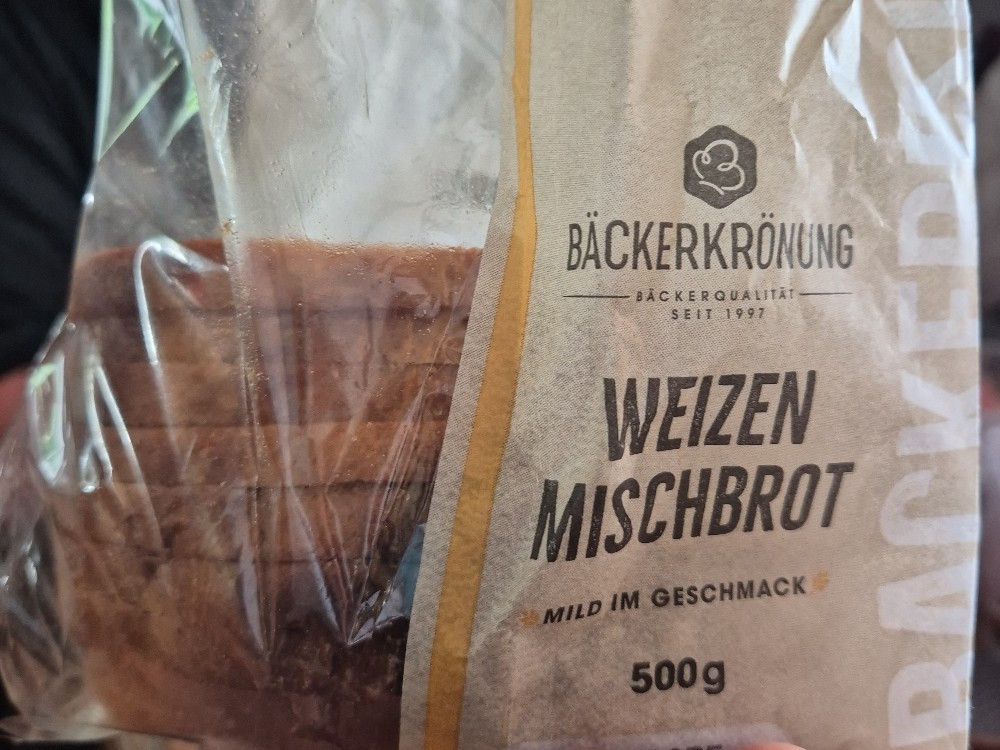 BÄCKERKRÖNUNG
BÄCKERQUALITÄT
SEIT 1997
WEIZEN
MISCHBROT
MILD IM GESCHMACK
500g